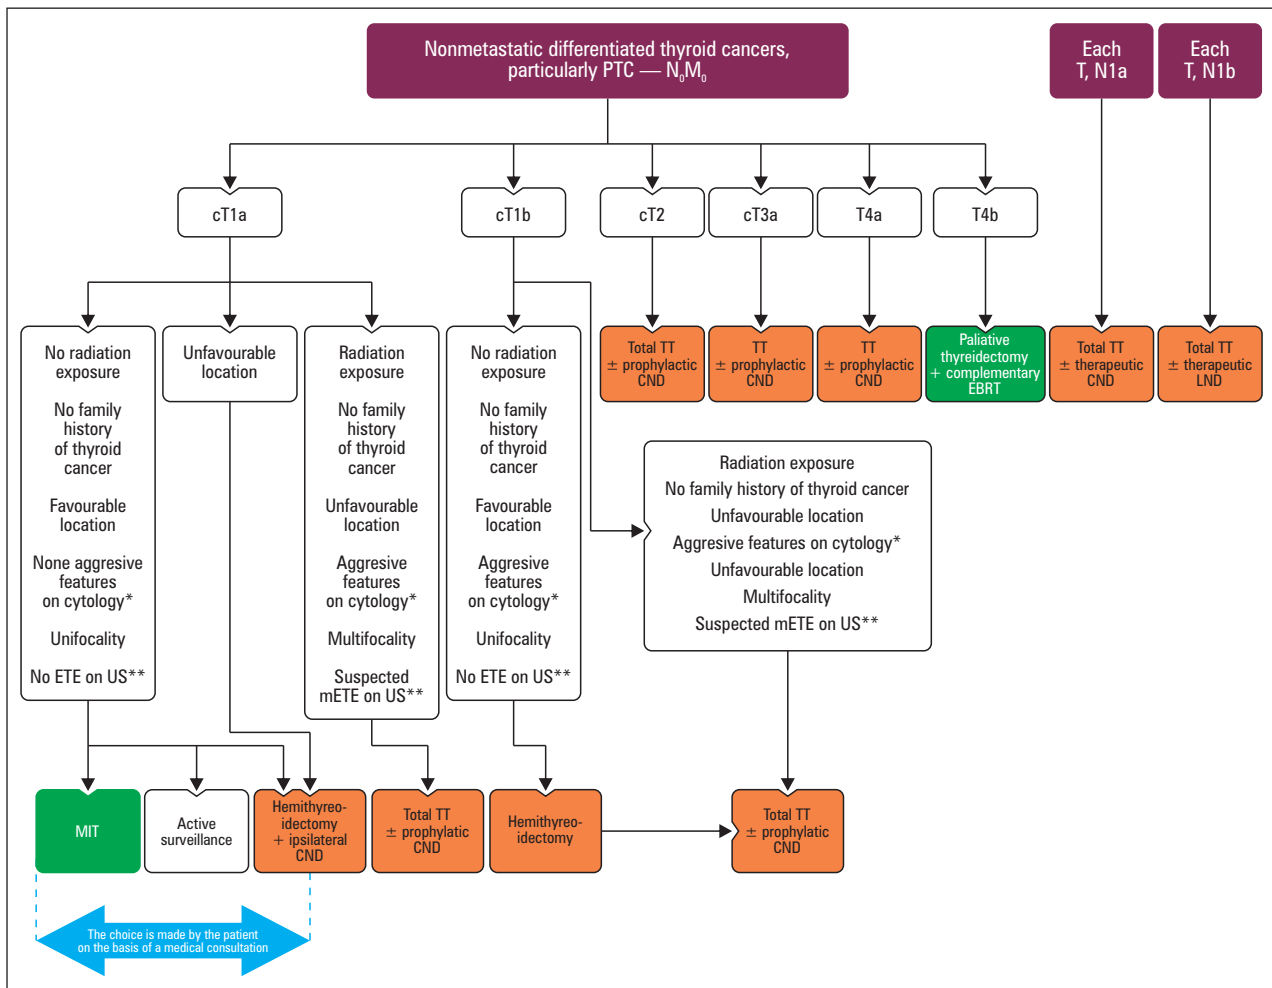 Nonmetastatic differentiated thyroid cancers,
particularly PTC — N₀M₀
Each
T, N1a
Each
T, N1b
cT1a
cT1b
cT2
cT3a
T4a
T4b
No radiation
exposure
No family
history
of thyroid
cancer
Favourable
location
None aggresive
features
on cytology*
Unifocality
No ETE on US**
Unfavourable
location
Radiation
exposure
No family
history
of thyroid
cancer
Unfavourable
location
Aggresive
features
on cytology*
Multifocality
Suspected
mETE on US**
No radiation
exposure
No family
history
of thyroid
cancer
Favourable
location
Aggresive
features
on cytology*
Unifocality
No ETE on US**
Total TT
± prophylactic
CND
TT
± prophylactic
CND
TT
± prophylactic
CND
Paliative
thyreidectomy
+ complementary
EBRT
Total TT
± therapeutic
CND
Total TT
± therapeutic
LND
Radiation exposure
No family history of thyroid cancer
Unfavourable location
Aggresive features on cytology*
Unfavourable location
Multifocality
Suspected mETE on US**
MIT
Active
surveillance
Hemithyreo-
idectomy
+ ipsilateral
CND
Total TT
± prophylatic
CND
Hemithyreo-
idectomy
Total TT
± prophylatic
CND
The choice is made by the patient
on the basis of a medical consultation